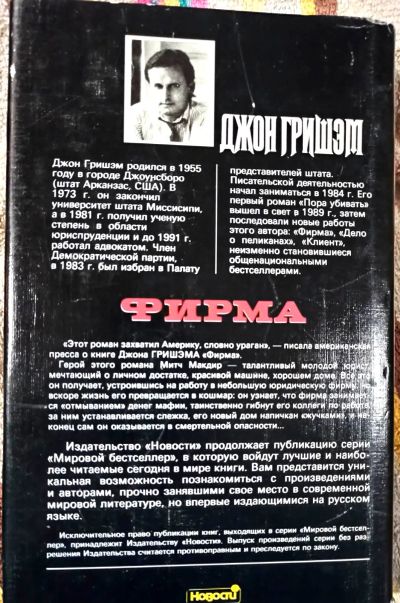 ДЖОН ГРИШЭМ
Джон Гришэм родился в 1955
году в городе Джоунсборо
(штат Арканзас, США). В
1973 г. он закончил
университет штата Миссисипи,
а в 1981 г. получил ученую
степень в области
юриспруденции и до 1991 г.
работал адвокатом. Член
Демократической партии,
в 1983 г. был избран в Палату
представителей штата.
Писательской деятельностью
начал заниматься в 1984 г. Его
первый роман «Пора убивать»
вышел в свет в 1989 г., затем
последовали новые работы
этого автора: «Фирма», «Дело
о пеликанах», «Клиент»,
неизменно становившиеся
общенациональными
бестселлерами.
ФИРМА
«Этот роман захватил Америку, словно ураган», — писала американская
пресса о книге Джона ГРИШЭМА «Фирма».
Герой этого романа Митч Макдир — талантливый молодой юрист,
мечтающий о личном достатке, красивой машине, хорошем доме. Все это
он получает, устроившись на работу в небольшую юридическую фирму, но
вскоре жизнь его превращается в кошмар: он узнает, что фирма занимает-
ся «отмыванием» денег мафии, таинственно гибнут его коллеги по работе,
за ним устанавливается слежка, его новый дом напичкан «жучками», и на-
конец сам он оказывается в смертельной опасности...
Издательство «Новости» продолжает публикацию серии
«Мировой бестселлер», в которую войдут лучшие и наибо-
лее читаемые сегодня в мире книги. Вам представится уни-
кальная возможность познакомиться с произведениями
и авторами, прочно занявшими свое место в современной
мировой литературе, но впервые издающимися на русском
языке.
Исключительное право публикации книг, выходящих в серии «Мировой бестсел-
лер», принадлежит Издательству «Новости». Выпуск произведений серии без раз-
решения Издательства считается противоправным и преследуется по закону.
Новости